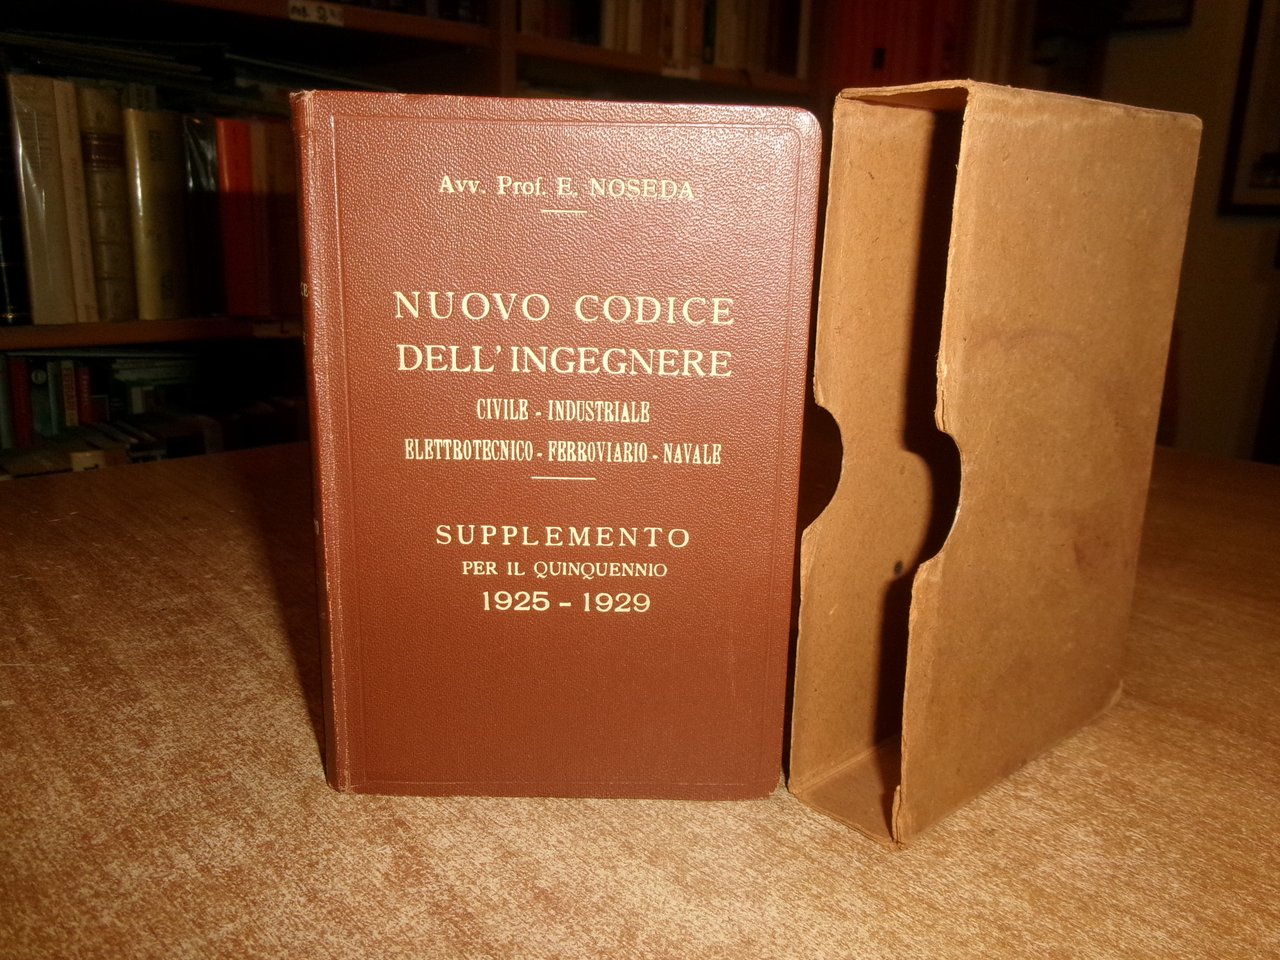 Avv. Prof. E. NOSEDA
NUOVO CODICE
DELL'INGEGNERE
CIVILE - INDUSTRIALE
ELETTROTECNICO - FERROVIARIO - NAVALE
SUPPLEMENTO
PER IL QUINQUENNIO
1925 - 1929